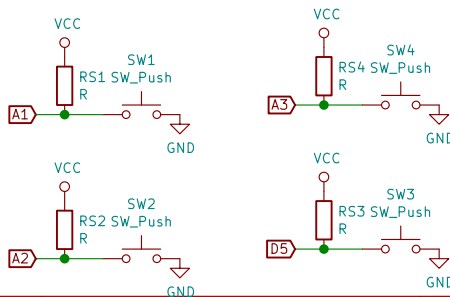 VCC
RS1
R
SW1
SW_Push
A1
GND
VCC
RS4
R
SW4
SW_Push
A3
GND
VCC
RS2
R
SW2
SW_Push
A2
GND
VCC
RS3
R
SW3
SW_Push
D5
GND